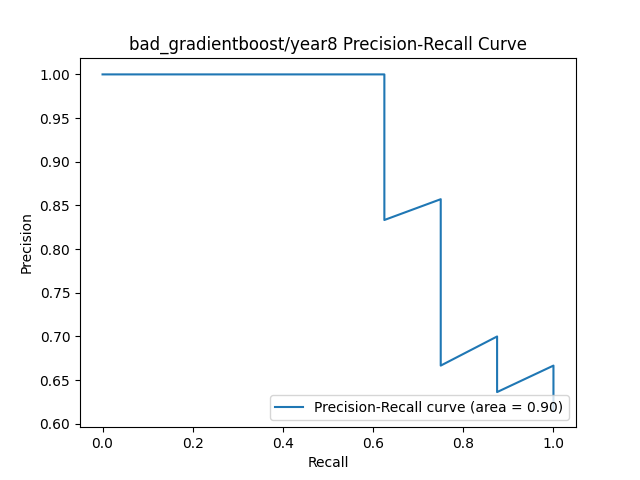 bad_gradientboost/year8 Precision-Recall Curve
1.00
0.95
0.90
0.85
0.80
0.75
0.70
0.65
0.60
Precision
Precision-Recall curve (area = 0.90)
0.0 0.2 0.4 0.6 0.8 1.0
Recall